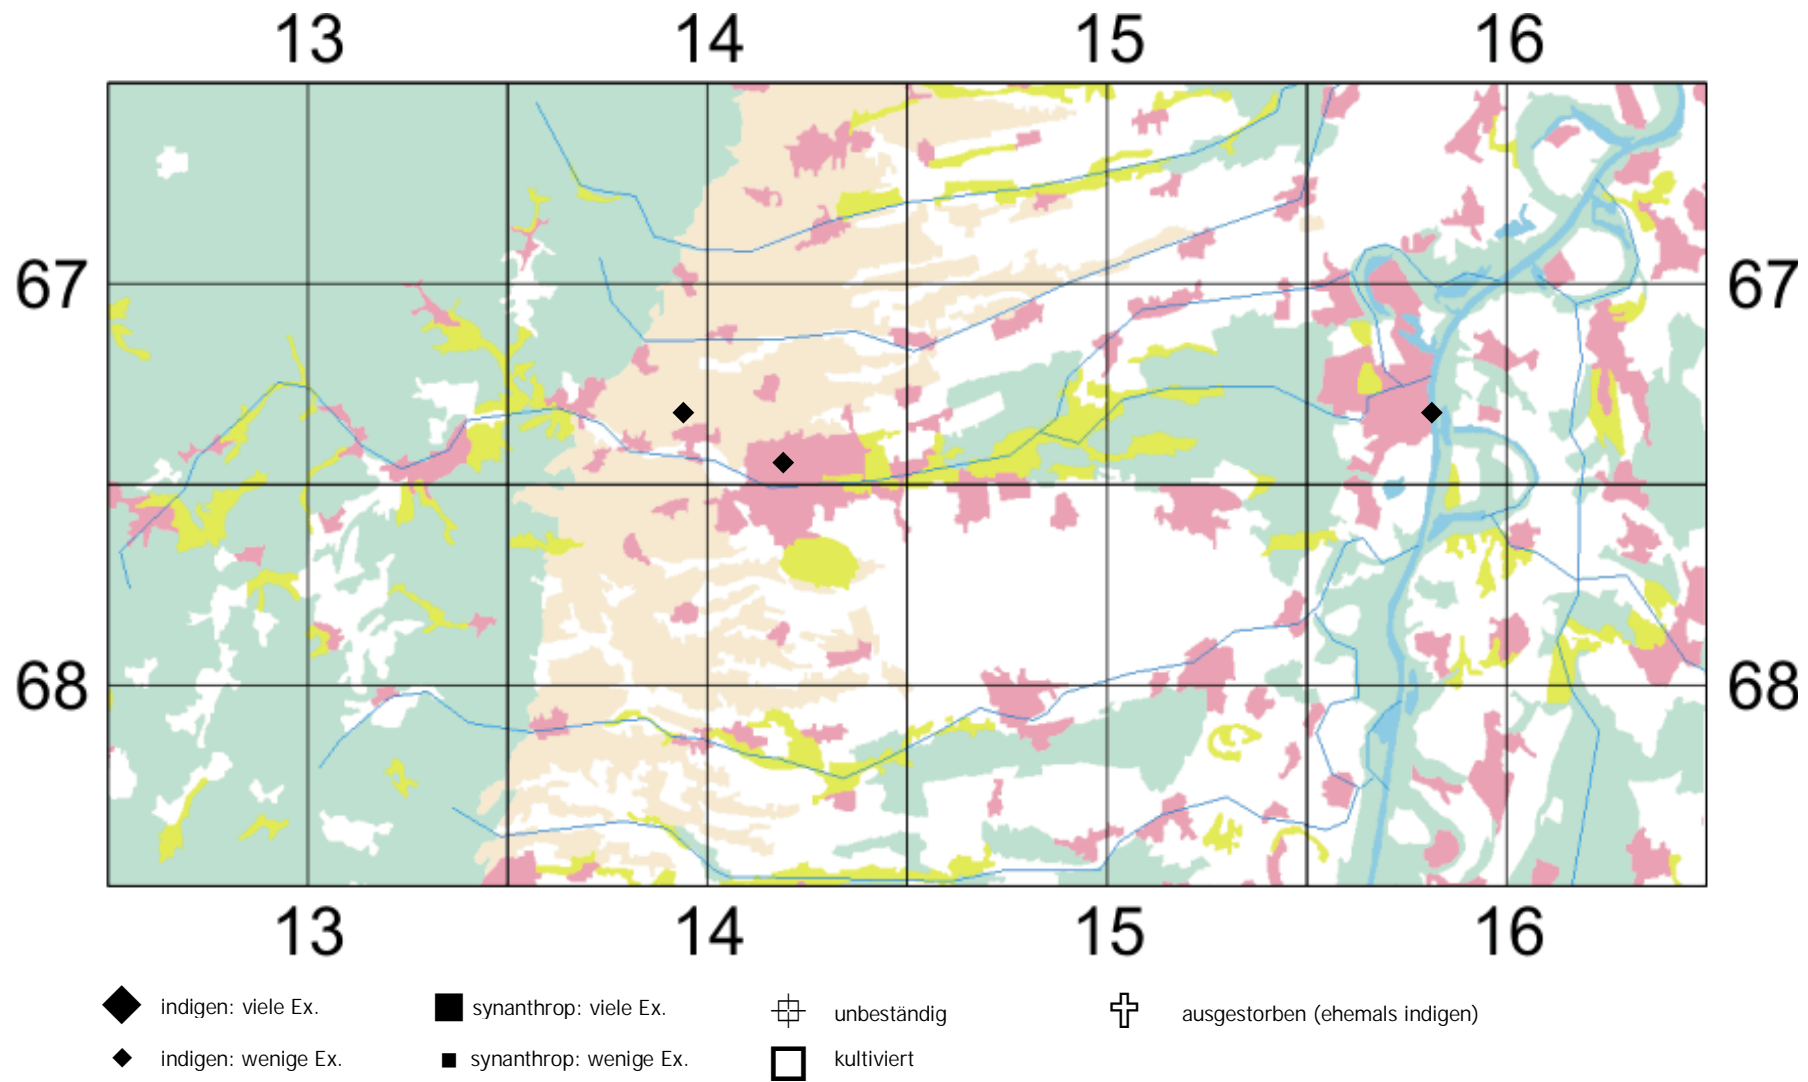 13 14 15 16
67 67
68 68
13 14 15 16
indigen: viele Ex. synanthrop: viele Ex. unbeständig ausgestorben (ehemals indigen)
indigen: wenige Ex. synanthrop: wenige Ex. kultiviert